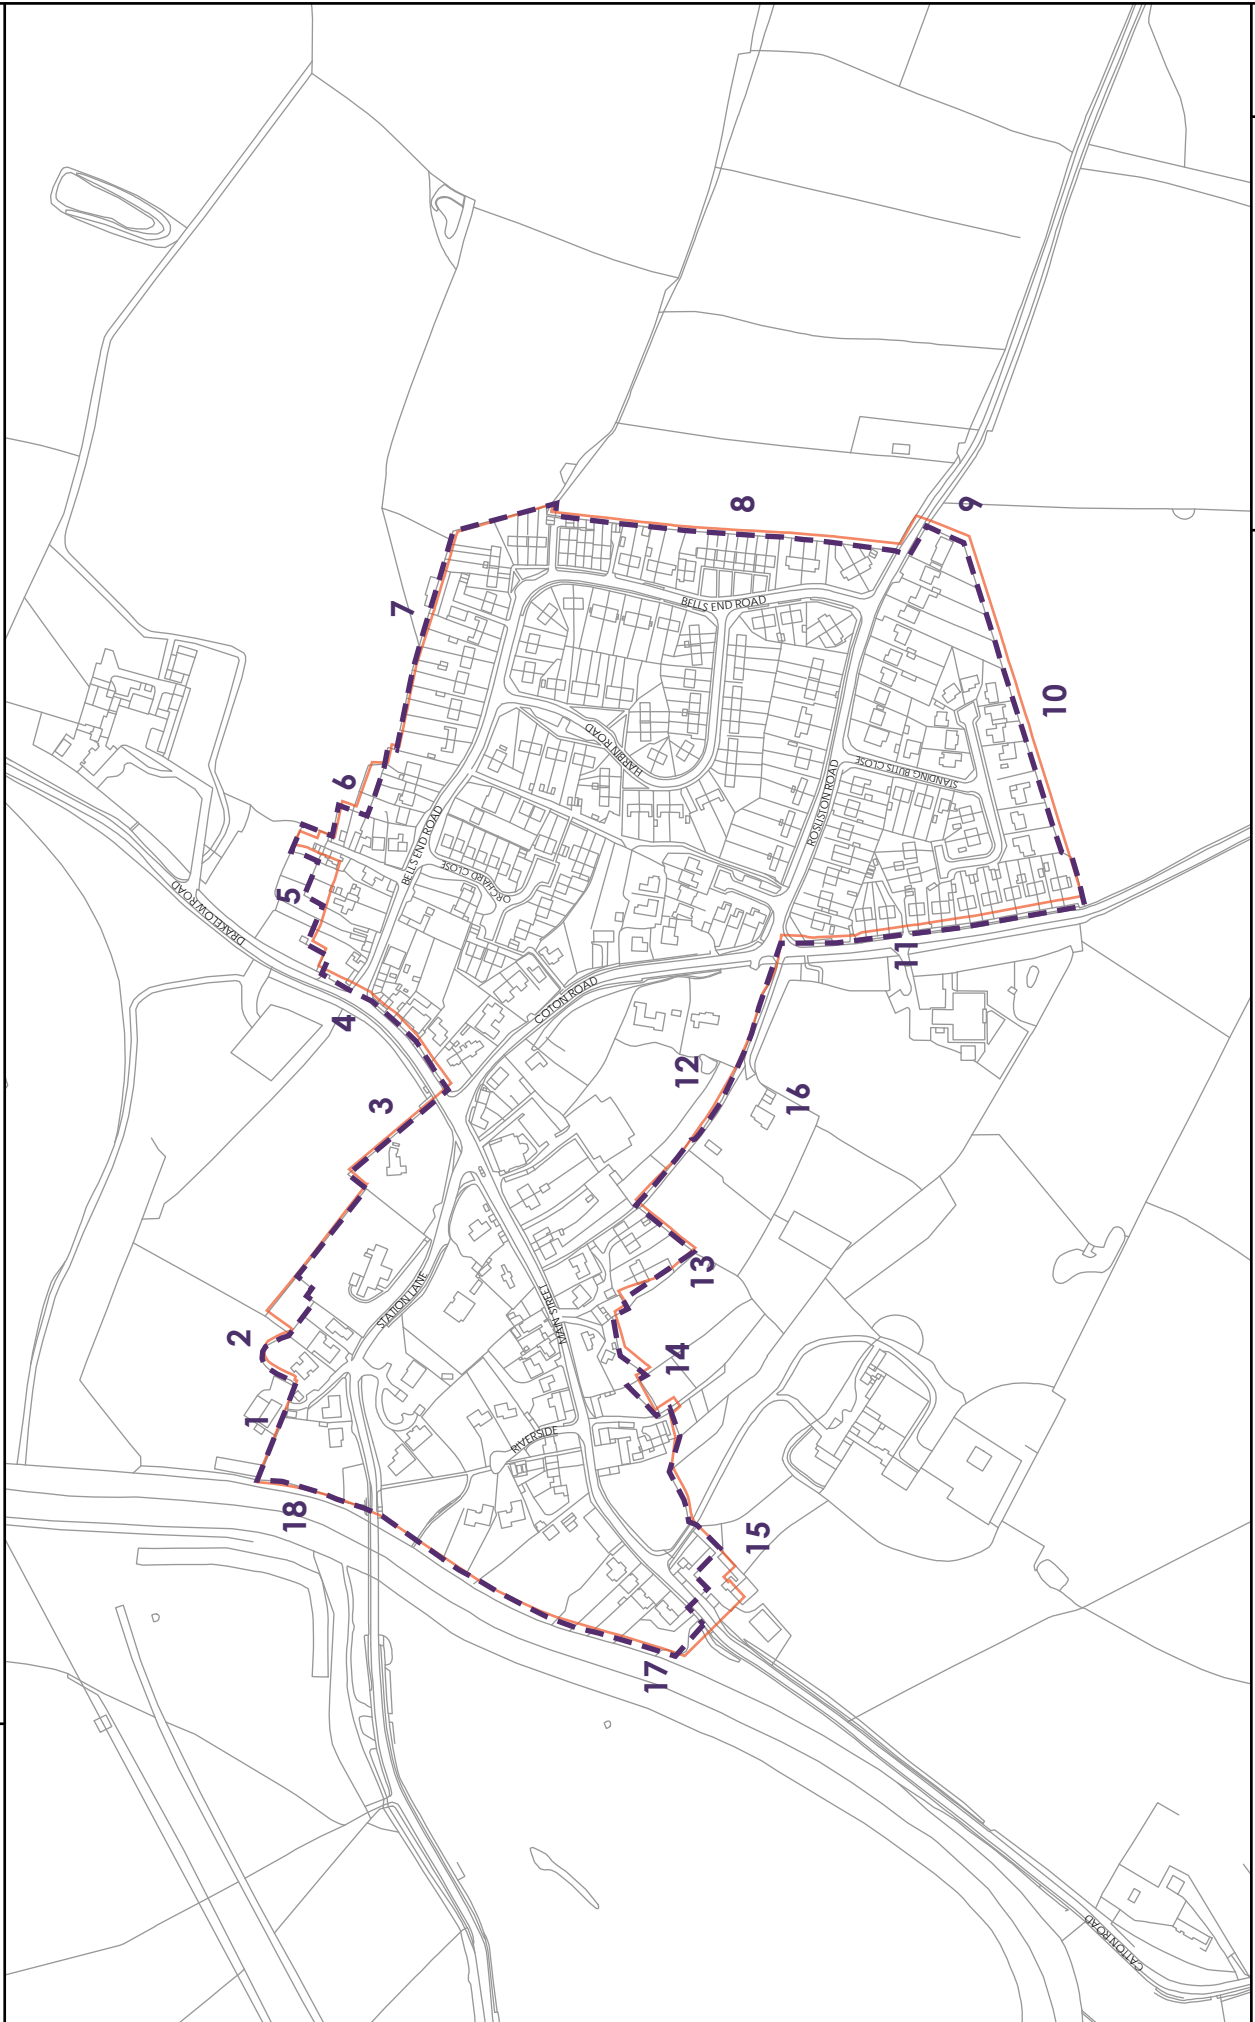 1
2
3
4
5
6
7
8
9
10
11
12
13
14
15
16
17
18
DRAKELOW ROAD
BELLS END ROAD
BELLS END ROAD
ORCHARD CLOSE
HARBIN ROAD
COTON ROAD
ROSLISTON ROAD
STANDING BUTTS CLOSE
STATION LANE
MAIN STREET
RIVERSIDE
CATTON ROAD